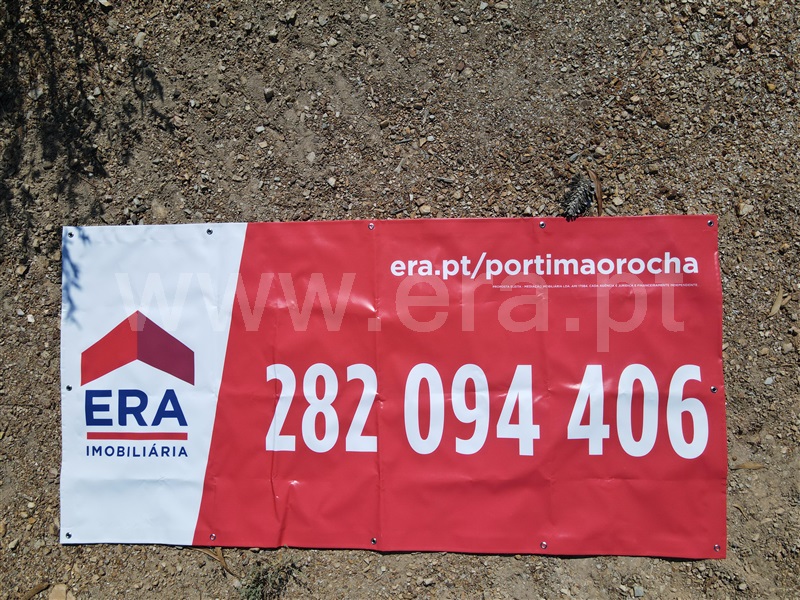 era.pt/portimaorocha
www.era.pt
282 094 406
ERA
IMOBILIÁRIA